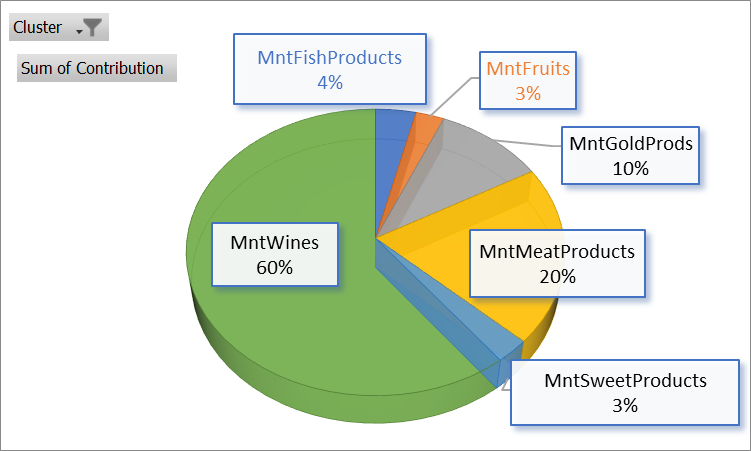 Cluster
Sum of Contribution
MntFishProducts
4%
MntFruits
3%
MntGoldProds
10%
MntWines
60%
MntMeatProducts
20%
MntSweetProducts
3%